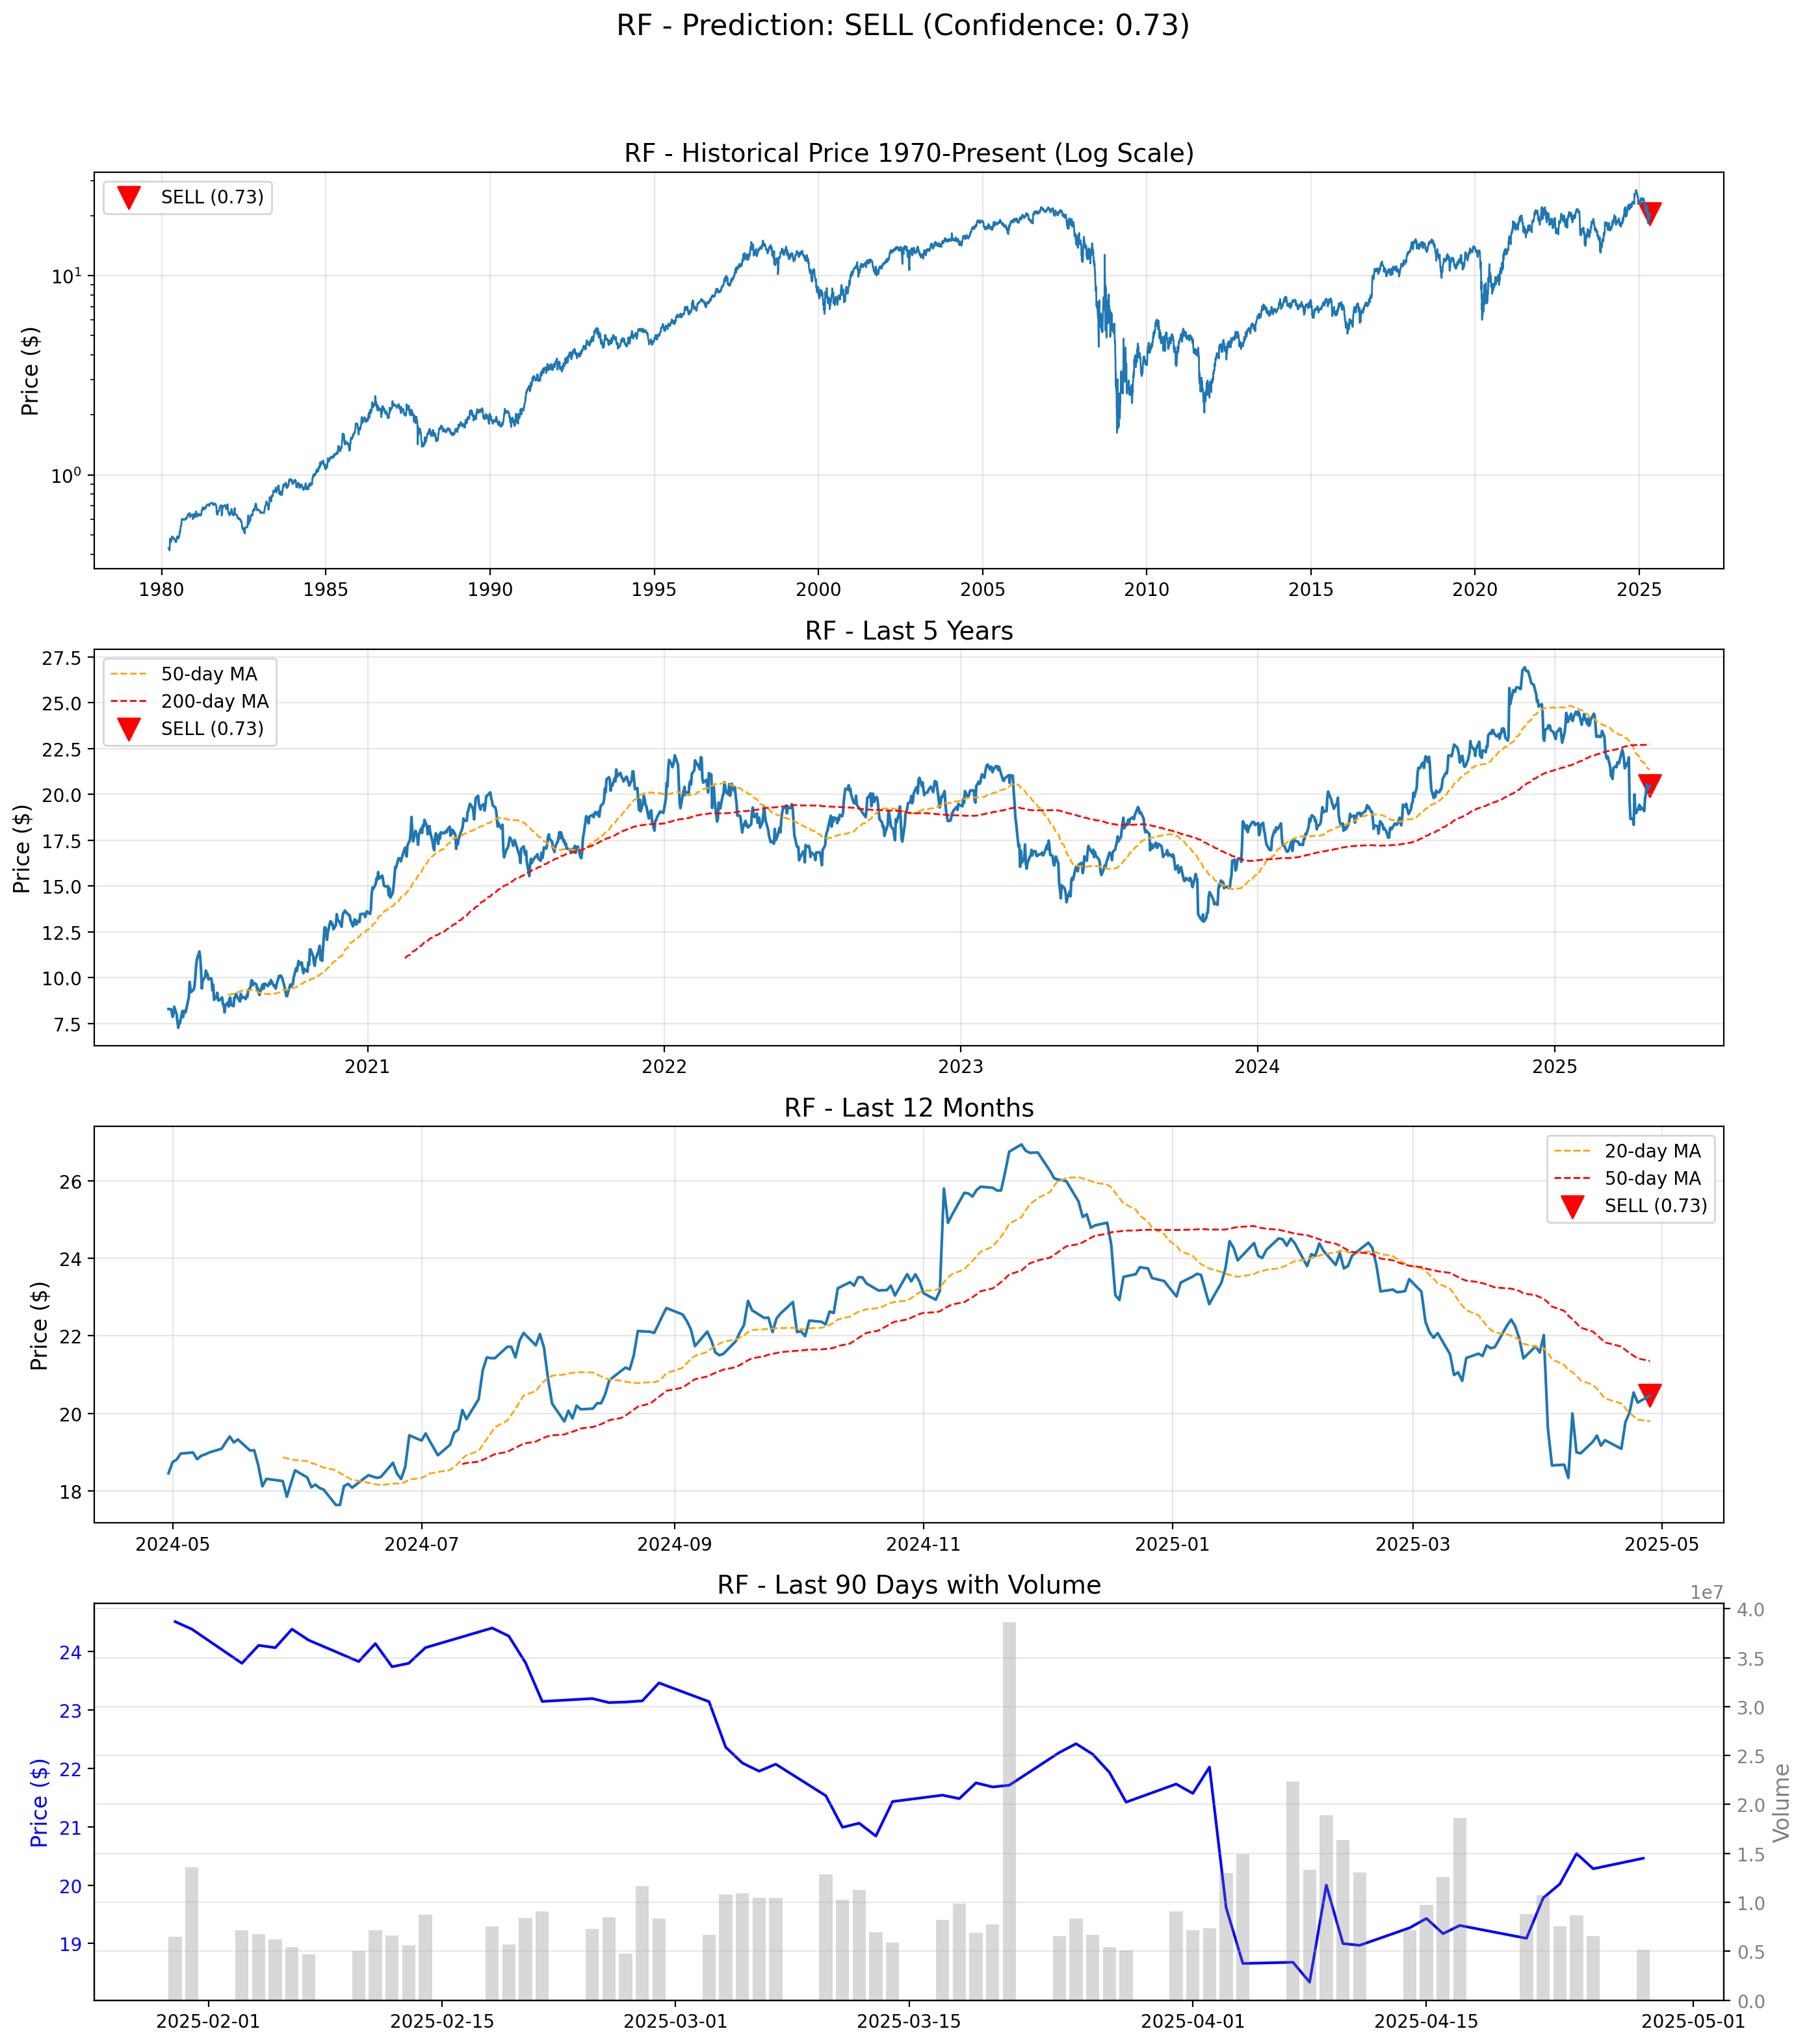 RF - Prediction: SELL (Confidence: 0.73)
RF - Historical Price 1970-Present (Log Scale)
SELL (0.73)
Price ($)
10¹
10⁰
1980 1985 1990 1995 2000 2005 2010 2015 2020 2025
RF - Last 5 Years
50-day MA
200-day MA
SELL (0.73)
Price ($)
27.5
25.0
22.5
20.0
17.5
15.0
12.5
10.0
7.5
2021 2022 2023 2024 2025
RF - Last 12 Months
20-day MA
50-day MA
SELL (0.73)
Price ($)
26
24
22
20
18
2024-05 2024-07 2024-09 2024-11 2025-01 2025-03 2025-05
RF - Last 90 Days with Volume
1e7
Price ($)
24
23
22
21
20
19
4.0
3.5
3.0
2.5
2.0
1.5
1.0
0.5
0.0
Volume
2025-02-01 2025-02-15 2025-03-01 2025-03-15 2025-04-01 2025-04-15 2025-05-01